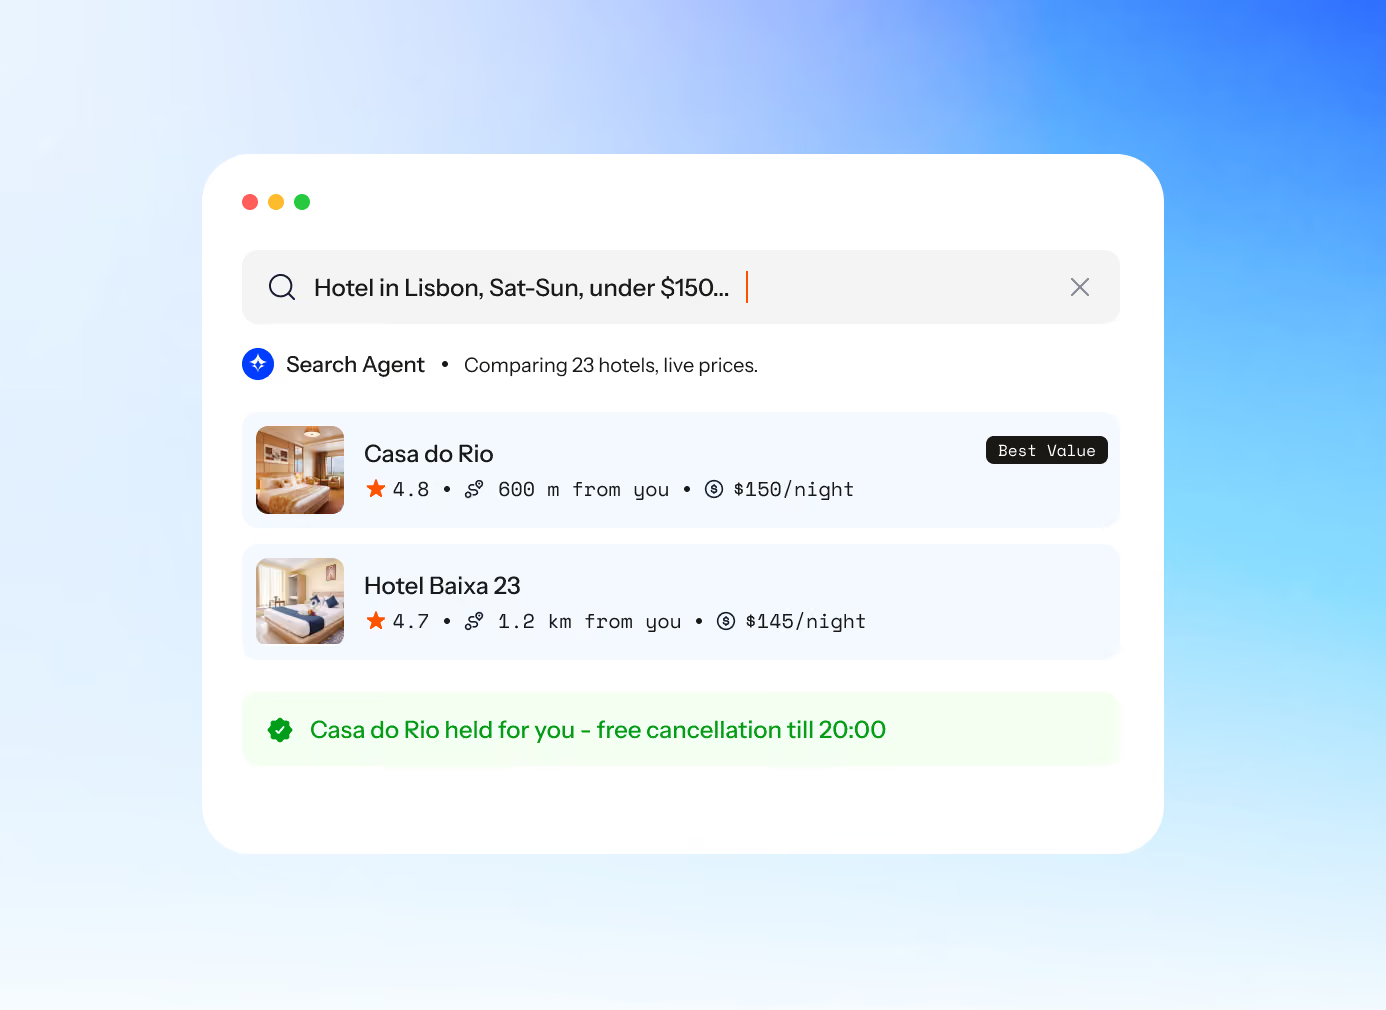 Hotel in Lisbon, Sat-Sun, under $150...
Search Agent • Comparing 23 hotels, live prices.
Casa do Rio
Best Value
4.8 • 600 m from you • $150/night
Hotel Baixa 23
4.7 • 1.2 km from you • $145/night
Casa do Rio held for you - free cancellation till 20:00